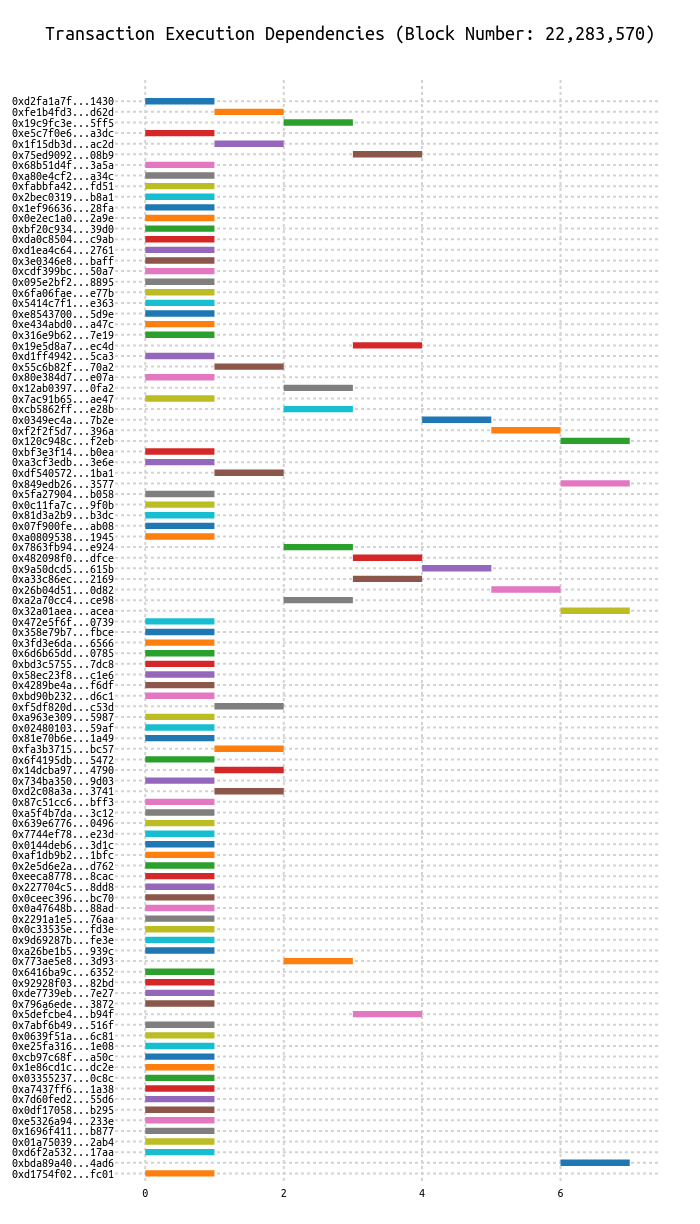 Transaction Execution Dependencies (Block Number: 22,283,570)
0xd2fa1a7f...1430
0xfe1b4fd3...d62d
0x19c9fc3e...5ff5
0xe5c7f0e6...a3dc
0x1f15db3d...ac2d
0x75ed9092...08b9
0x68b51d4f...3a5a
0xa80e4cf2...a34c
0xfabbfa42...fd51
0x2bec0319...b8a1
0x1ef96636...28fa
0x0e2ec1a0...2a9e
0xbf20c934...39d0
0xda0c8504...c9ab
0xd1ea4c64...2761
0x3e0346e8...baff
0xcdf399bc...50a7
0x095e2bf2...8895
0x6fa06fae...e77b
0x5414c7f1...e363
0xe8543700...5d9e
0xe434abd0...a47c
0x316e9b62...7e19
0x19e5d8a7...ec4d
0xd1ff4942...5ca3
0x55c6b82f...70a2
0x80e384d7...e07a
0x12ab0397...0fa2
0x7ac91b65...ae47
0xcb5862ff...e28b
0x0349ec4a...7b2e
0xf2f2f5d7...396a
0x120c948c...f2eb
0xbf3e3f14...b0ea
0xa3cf3edb...3e6e
0xdf540572...1ba1
0x849edb26...3577
0x5fa27904...b058
0x0c11fa7c...9f0b
0x81d3a2b9...b3dc
0x07f900fe...ab08
0xa0809538...1945
0x7863fb94...e924
0x482098f0...dfce
0x9a50dcd5...615b
0xa33c86ec...2169
0x26b04d51...0d82
0xa2a70cc4...ce98
0x32a01aea...acea
0x472e5f6f...0739
0x358e79b7...fbce
0x3fd3e6da...6566
0x6d6b65dd...0785
0xbd3c5755...7dc8
0x58ec23f8...c1e6
0x4289be4a...f6df
0xbd90b232...d6c1
0xf5df820d...c53d
0xa963e309...5987
0x02480103...59af
0x81e70b6e...1a49
0xfa3b3715...bc57
0x6f4195db...5472
0x14dcba97...4790
0x734ba350...9d03
0xd2c08a3a...3741
0x87c51cc6...bff3
0xa5f4b7da...3c12
0x639e6776...0496
0x7744ef78...e23d
0x0144deb6...3d1c
0xaf1db9b2...1bfc
0x2e5d6e2a...d762
0xeeca8778...8cac
0x227704c5...8dd8
0x0ceec396...bc70
0x0a47648b...88ad
0x2291a1e5...76aa
0x0c33535e...fd3e
0x9d69287b...fe3e
0xa26be1b5...939c
0x773ae5e8...3d93
0x6416ba9c...6352
0x92928f03...82bd
0xde7739eb...7e27
0x796a6ede...3872
0x5defcbe4...b94f
0x7abf6b49...516f
0x0639f51a...6c81
0xe25fa316...1e08
0xcb97c68f...a50c
0x1e86cd1c...dc2e
0x03355237...0c8c
0xa7437ff6...1a38
0x7d60fed2...55d6
0x0df17058...b295
0xe5326a94...233e
0x1696f411...b877
0x01a75039...2ab4
0xd6f2a532...17aa
0xbda89a40...4ad6
0xd1754f02...fc01
0 2 4 6